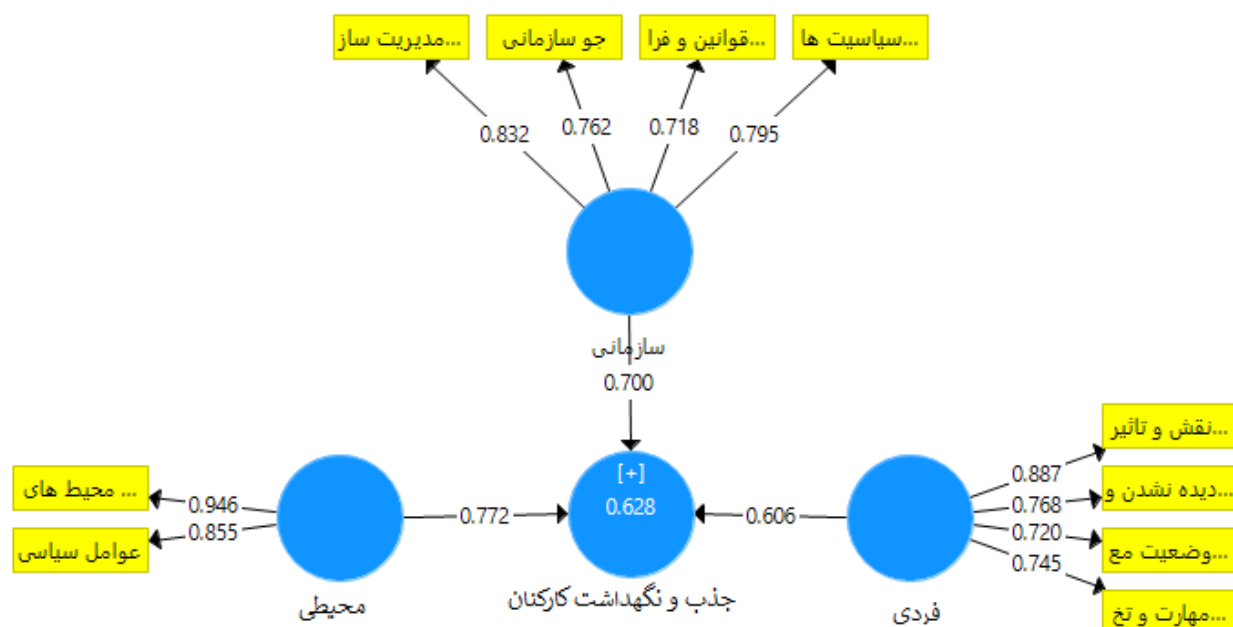 مدیریت ساز...
جو سازمانی
قوانین و فرا...
سیاسیت ها...
0.832
0.762
0.718
0.795
سازمانی
0.700
نقش و تاثیر...
محیط های ...
[+]
0.887
دیده نشدن و...
0.946
0.772
0.628
0.606
0.768
0.855
0.720
عوامل سیاسی
وضعیت مع...
0.745
محیطی
جذب و نگهداشت کارکنان
فردی
مهارت و تخ...